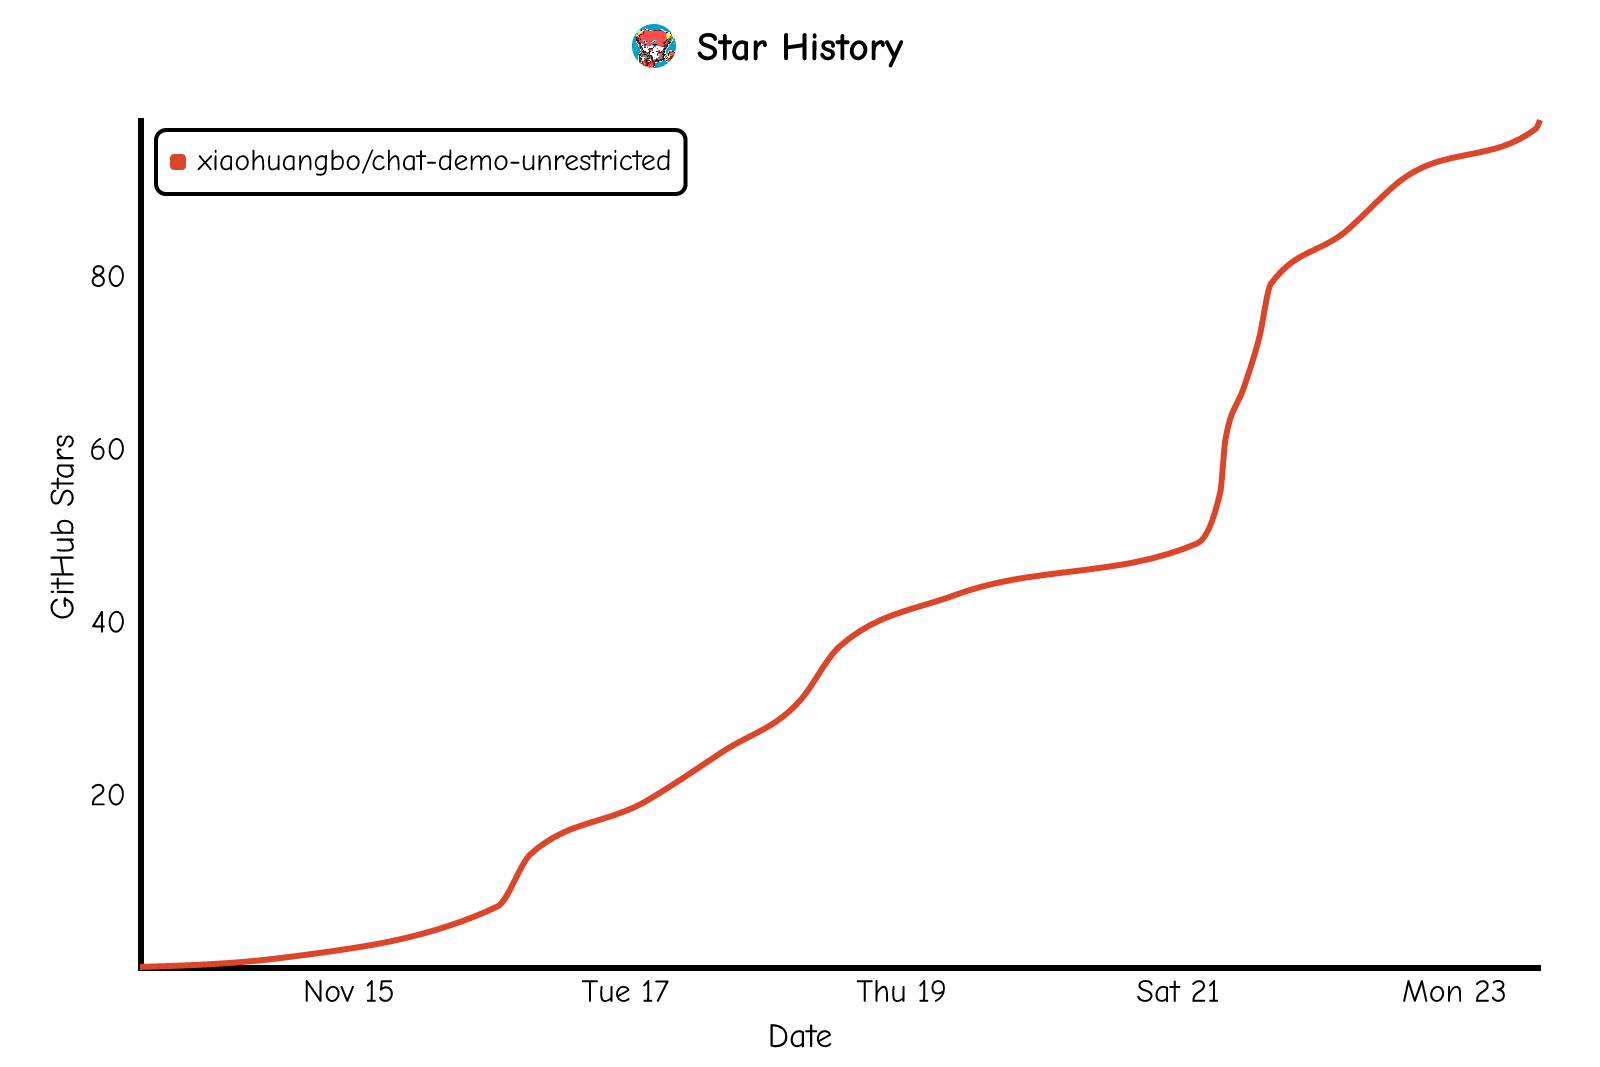 Star History
xiaohuangbo/chat-demo-unrestricted
80
60
40
20
GitHub Stars
Nov 15
Tue 17
Thu 19
Sat 21
Mon 23
Date